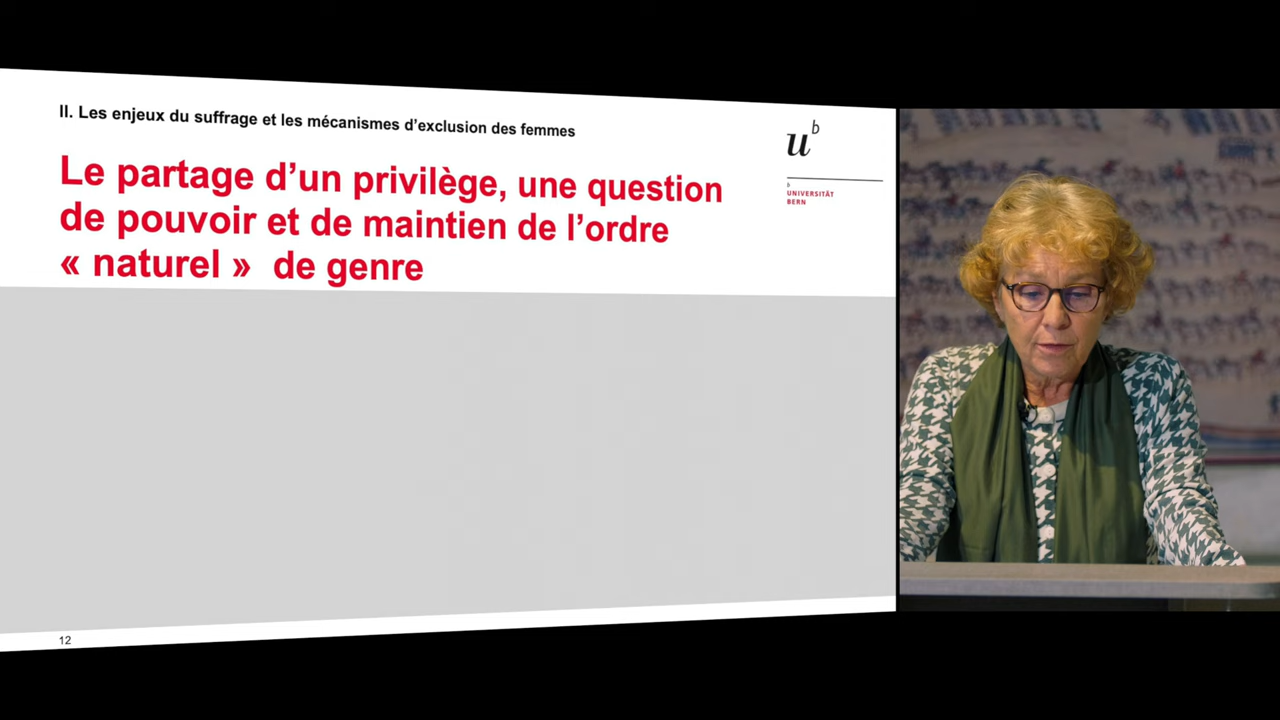 II. Les enjeux du suffrage et les mécanismes d’exclusion des femmes
Le partage d’un privilège, une question
de pouvoir et de maintien de l’ordre
« naturel »  de genre
u b
b
UNIVERSITÄT
BERN
12